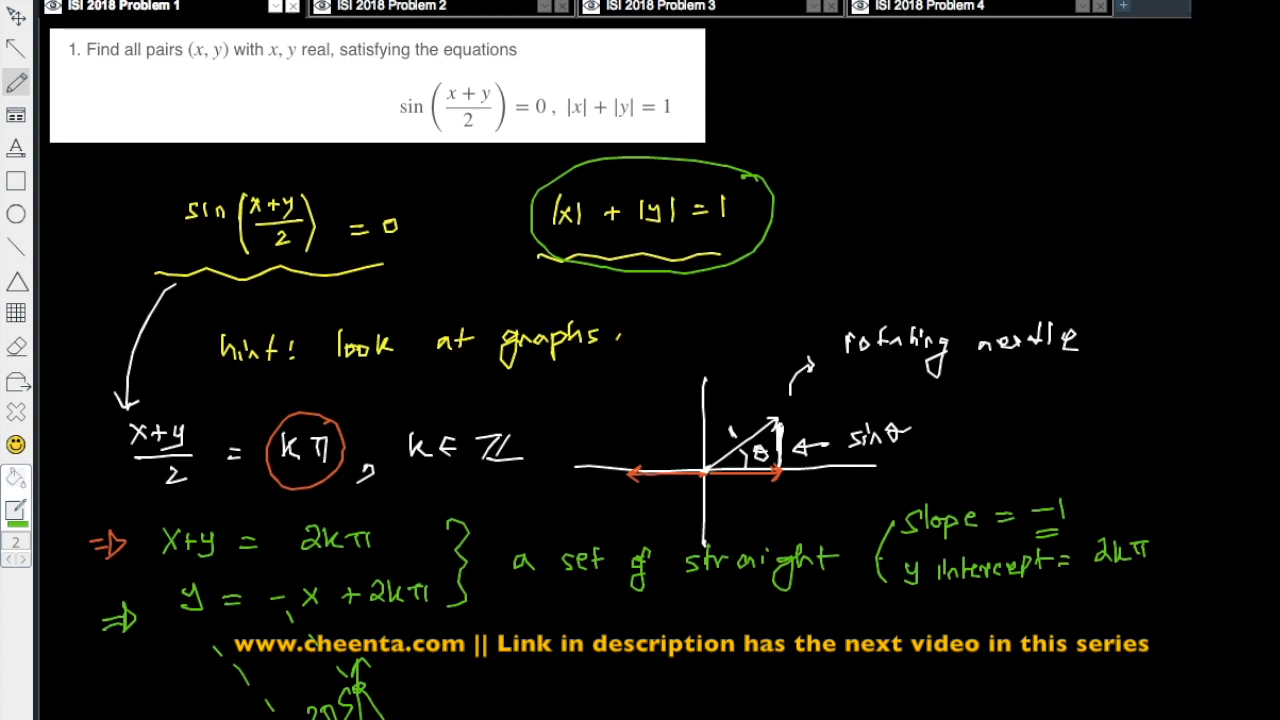 ISI 2018 Problem 1 ISI 2018 Problem 2 ISI 2018 Problem 3 ISI 2018 Problem 4
1. Find all pairs (x, y) with x, y real, satisfying the equations
sin ( x + y / 2 ) = 0 , |x| + |y| = 1
sin ( x+y / 2 ) = 0
|x| + |y| = 1
hint! look at graphs.
rotating needle
x+y / 2 = kπ , k ∈ ℤ
1 θ ← sinθ
⇒ x+y = 2kπ
⇒ y = -x + 2kπ
a set of straight
slope = -1
y intercept = 2kπ
www.cheenta.com || Link in description has the next video in this series
2